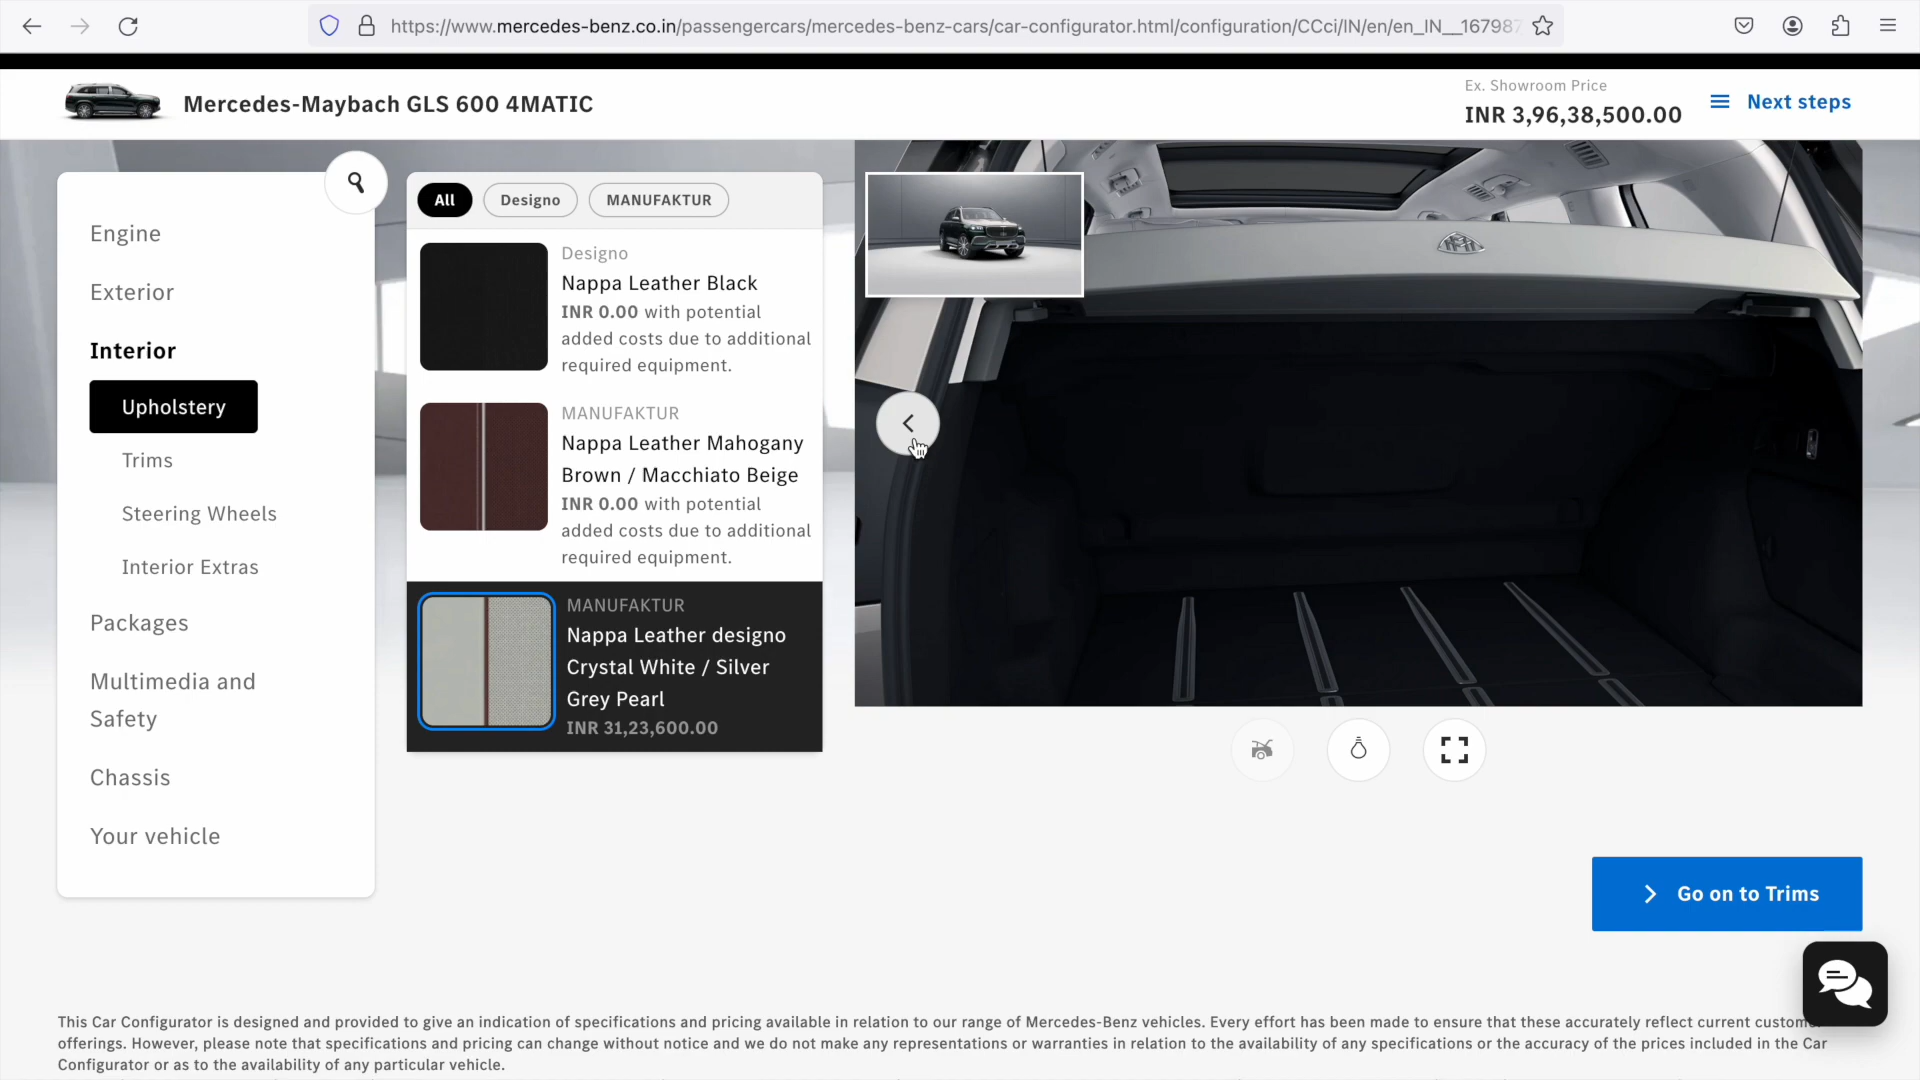 https://www.mercedes-benz.co.in/passengercars/mercedes-benz-cars/car-configurator.html/configuration/CCci/IN/en/en_IN__167987
Mercedes-Maybach GLS 600 4MATIC
Ex. Showroom Price
INR 3,96,38,500.00
Next steps
Engine
Exterior
Interior
Upholstery
Trims
Steering Wheels
Interior Extras
Packages
Multimedia and
Safety
Chassis
Your vehicle
All
Designo
MANUFAKTUR
Designo
Nappa Leather Black
INR 0.00 with potential
added costs due to additional
required equipment.
MANUFAKTUR
Nappa Leather Mahogany
Brown / Macchiato Beige
INR 0.00 with potential
added costs due to additional
required equipment.
MANUFAKTUR
Nappa Leather designo
Crystal White / Silver
Grey Pearl
INR 31,23,600.00
Go on to Trims
This Car Configurator is designed and provided to give an indication of specifications and pricing available in relation to our range of Mercedes-Benz vehicles. Every effort has been made to ensure that these accurately reflect current custome
offerings. However, please note that specifications and pricing can change without notice and we do not make any representations or warranties in relation to the availability of any specifications or the accuracy of the prices included in the Car
Configurator or as to the availability of any particular vehicle.